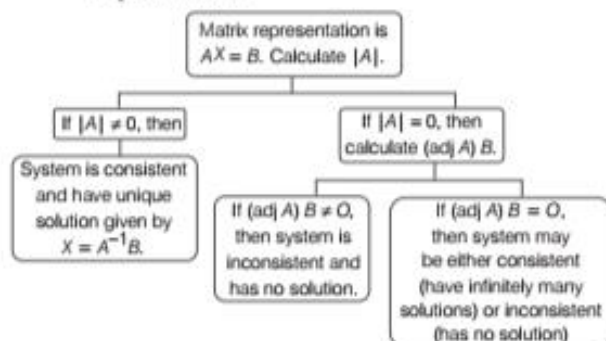 Matrix representation is
AX = B. Calculate |A|.
If |A| ≠ 0, then
If |A| = 0, then
calculate (adj A) B.
System is consistent
and have unique
solution given by
X = A⁻¹B.
If (adj A) B ≠ O,
then system is
inconsistent and
has no solution.
If (adj A) B = O,
then system may
be either consistent
(have infinitely many
solutions) or inconsistent
(has no solution)